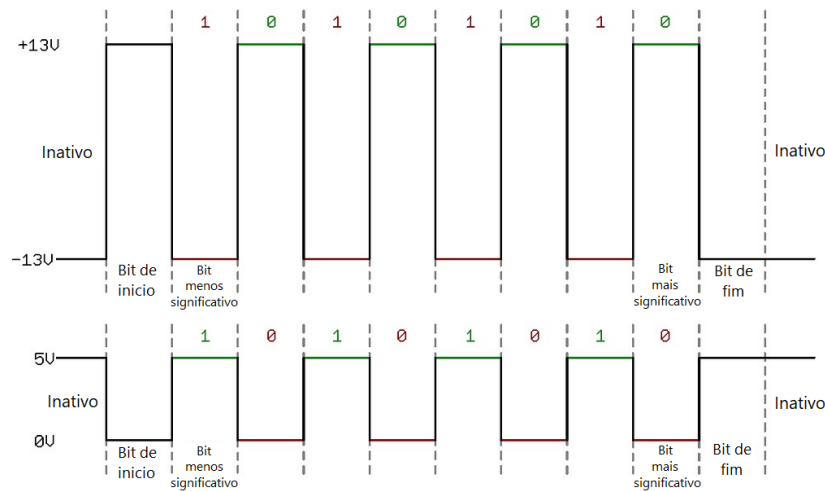 1 0 1 0 1 0 1 0
+13V
Inativo
Inativo
-13V
Bit de
inicio
Bit
menos
significativo
Bit
mais
significativo
Bit de
fim
1 0 1 0 1 0 1 0
5V
Inativo
Inativo
0V
Bit de
inicio
Bit
menos
significativo
Bit
mais
significativo
Bit de
fim